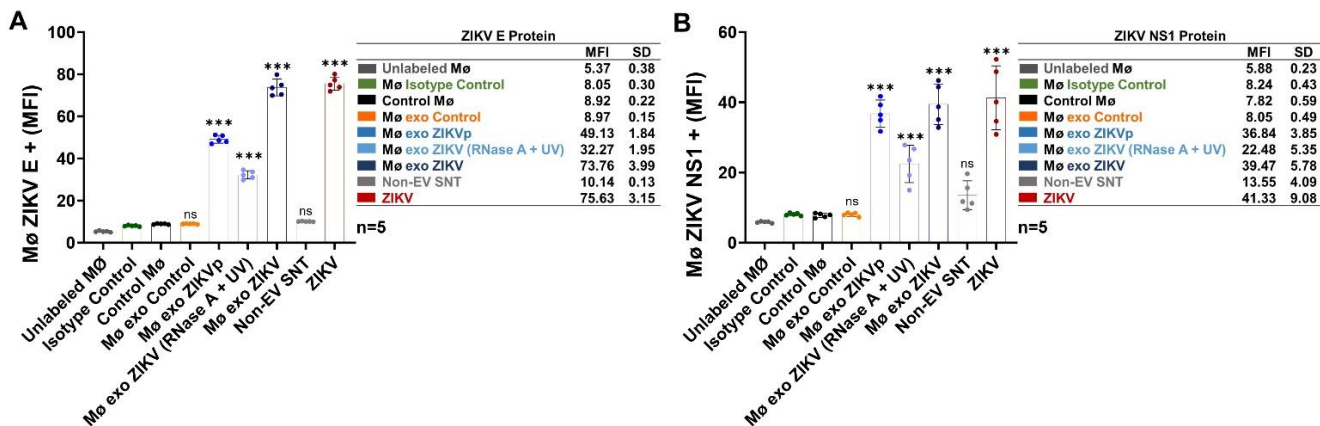 A
Mø ZIKV E + (MFI)
100
80
60
40
20
0
ns
***
***
***
ns
***
Unlabeled MØ
Isotype Control
Control Mø
Mø exo Control
Mø exo ZIKVp
Mø exo ZIKV (RNase A + UV)
Mø exo ZIKV
Non-EV SNT
ZIKV
ZIKV E Protein
MFI SD
Unlabeled Mø 5.37 0.38
Mø Isotype Control 8.05 0.30
Control Mø 8.92 0.22
Mø exo Control 8.97 0.15
Mø exo ZIKVp 49.13 1.84
Mø exo ZIKV (RNase A + UV) 32.27 1.95
Mø exo ZIKV 73.76 3.99
Non-EV SNT 10.14 0.13
ZIKV 75.63 3.15
n=5
B
Mø ZIKV NS1 + (MFI)
60
40
20
0
ns
***
***
***
ns
***
Unlabeled MØ
Isotype Control
Control Mø
Mø exo Control
Mø exo ZIKVp
Mø exo ZIKV (RNase A + UV)
Mø exo ZIKV
Non-EV SNT
ZIKV
ZIKV NS1 Protein
MFI SD
Unlabeled Mø 5.88 0.23
Mø Isotype Control 8.24 0.43
Control Mø 7.82 0.59
Mø exo Control 8.05 0.49
Mø exo ZIKVp 36.84 3.85
Mø exo ZIKV (RNase A + UV) 22.48 5.35
Mø exo ZIKV 39.47 5.78
Non-EV SNT 13.55 4.09
ZIKV 41.33 9.08
n=5